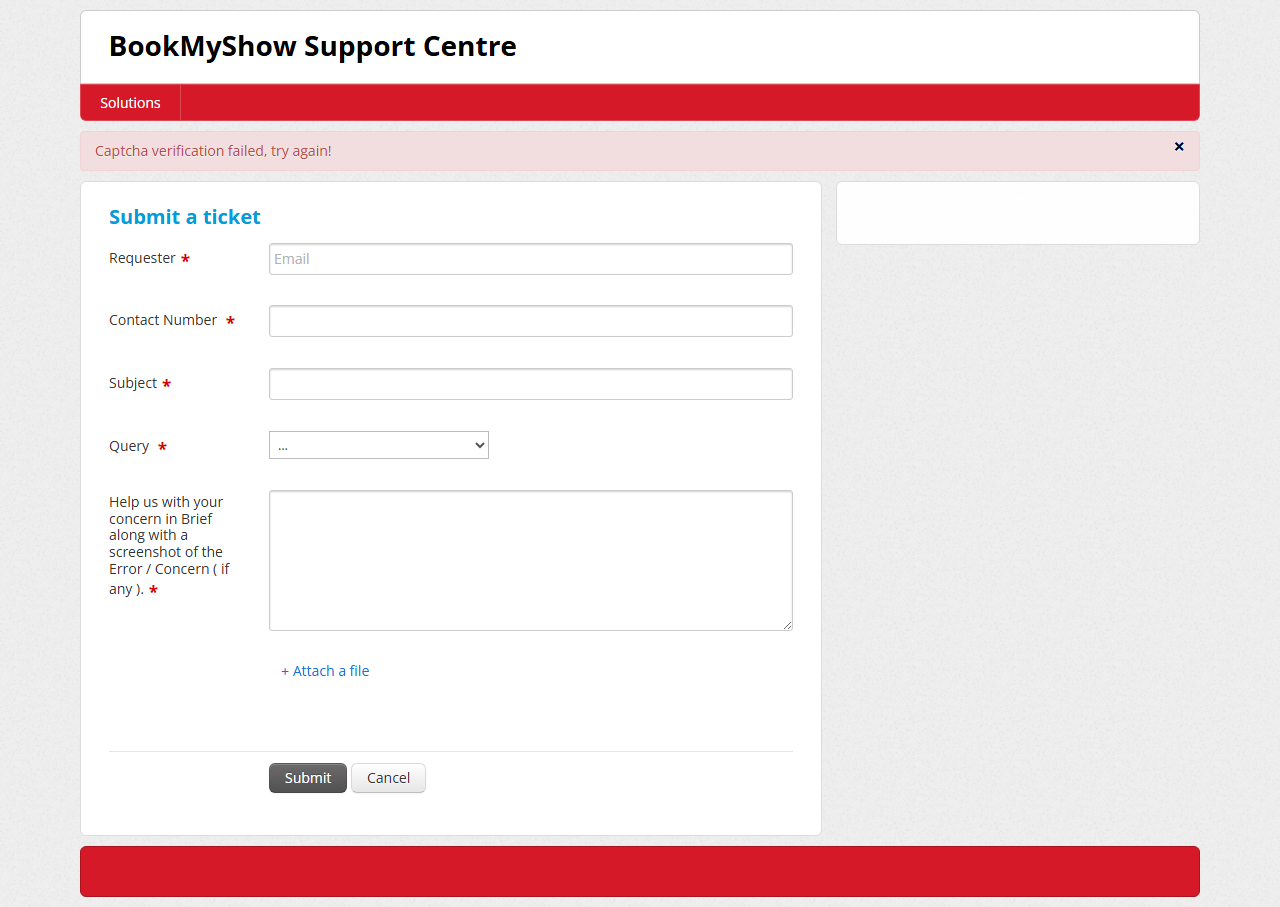 BookMyShow Support Centre
Solutions
Captcha verification failed, try again!
×
Submit a ticket
Requester *
Email
Contact Number *
Subject *
Query *
...
Help us with your
concern in Brief
along with a
screenshot of the
Error / Concern ( if
any ). *
+ Attach a file
Submit
Cancel